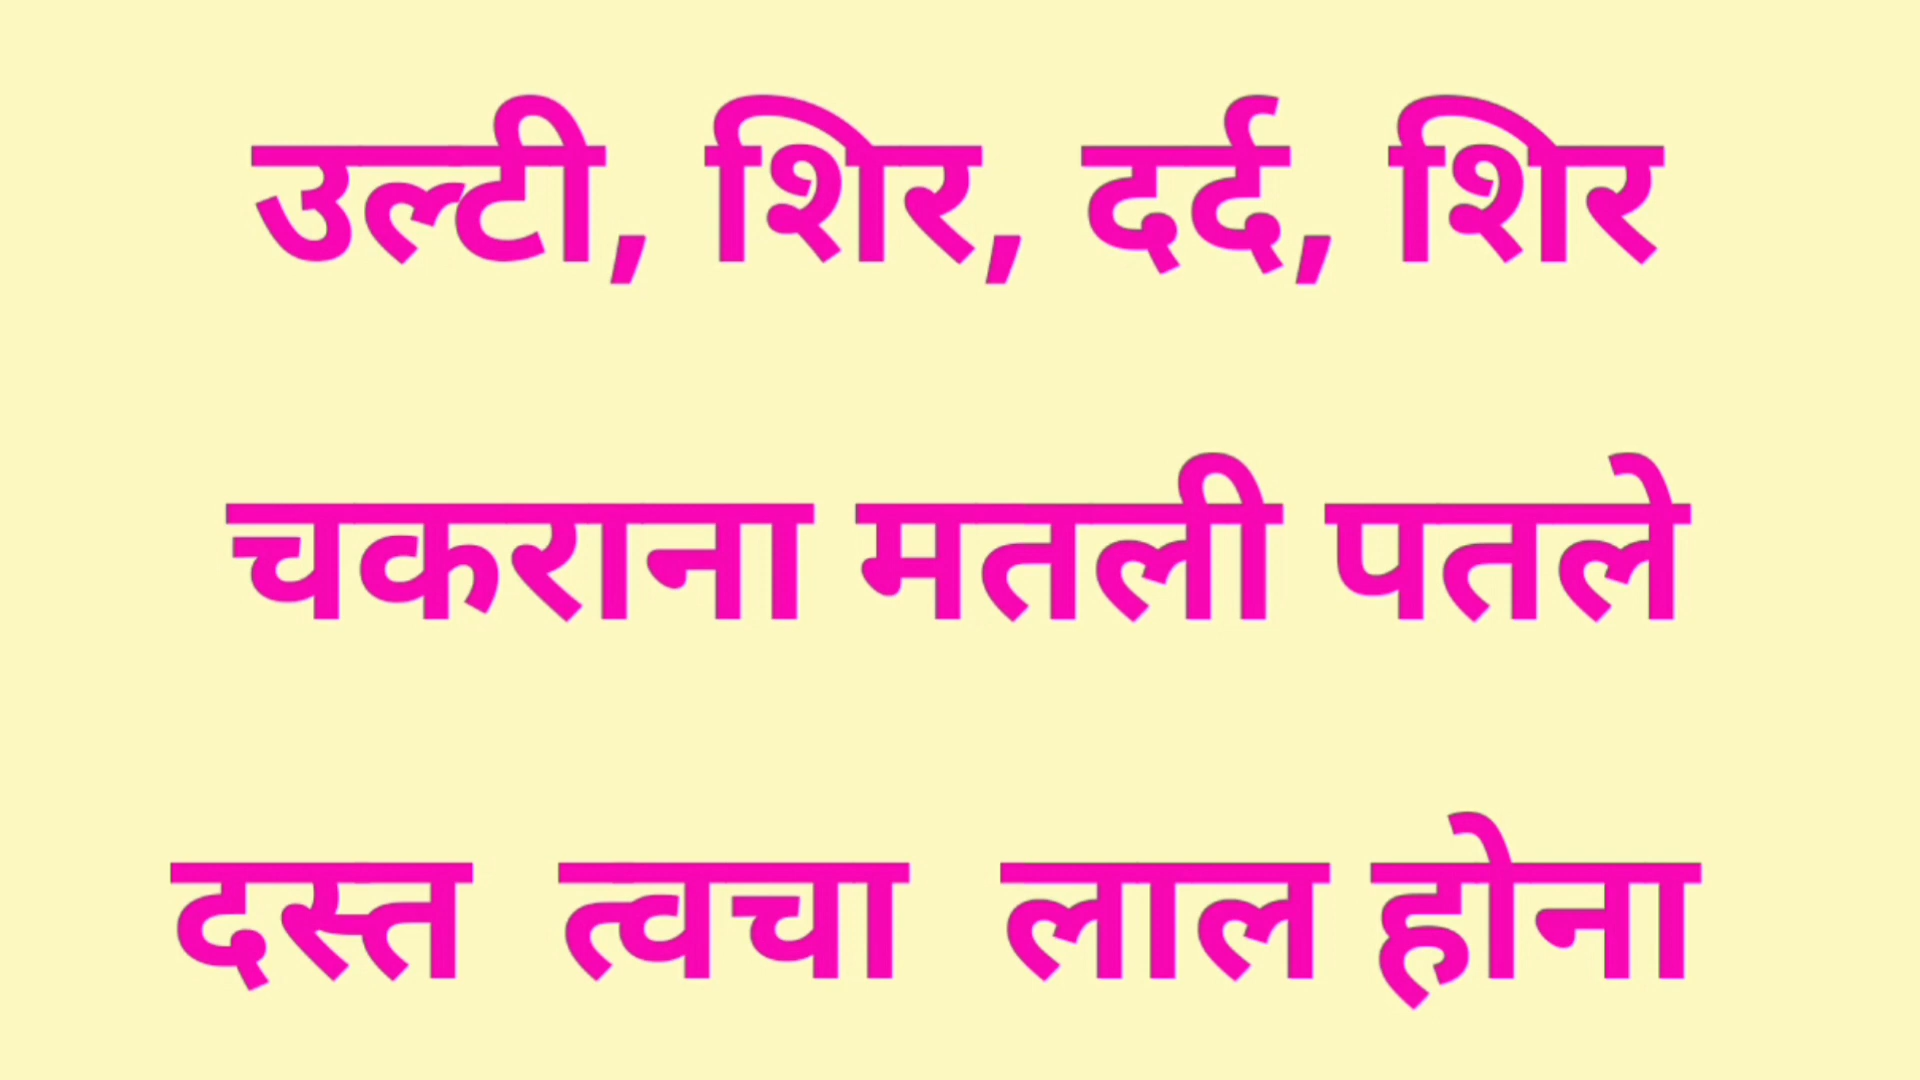 उल्टी, शिर, दर्द, शिर
चकराना मतली पतले
दस्त त्वचा लाल होना